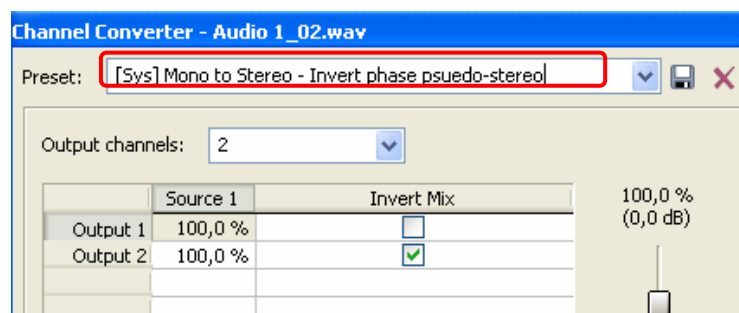 Channel Converter - Audio 1_02.wav
Preset: [Sys] Mono to Stereo - Invert phase psuedo-stereo
Output channels: 2
Source 1 Invert Mix 100,0 %
(0,0 dB)
Output 1 100,0 %
Output 2 100,0 %